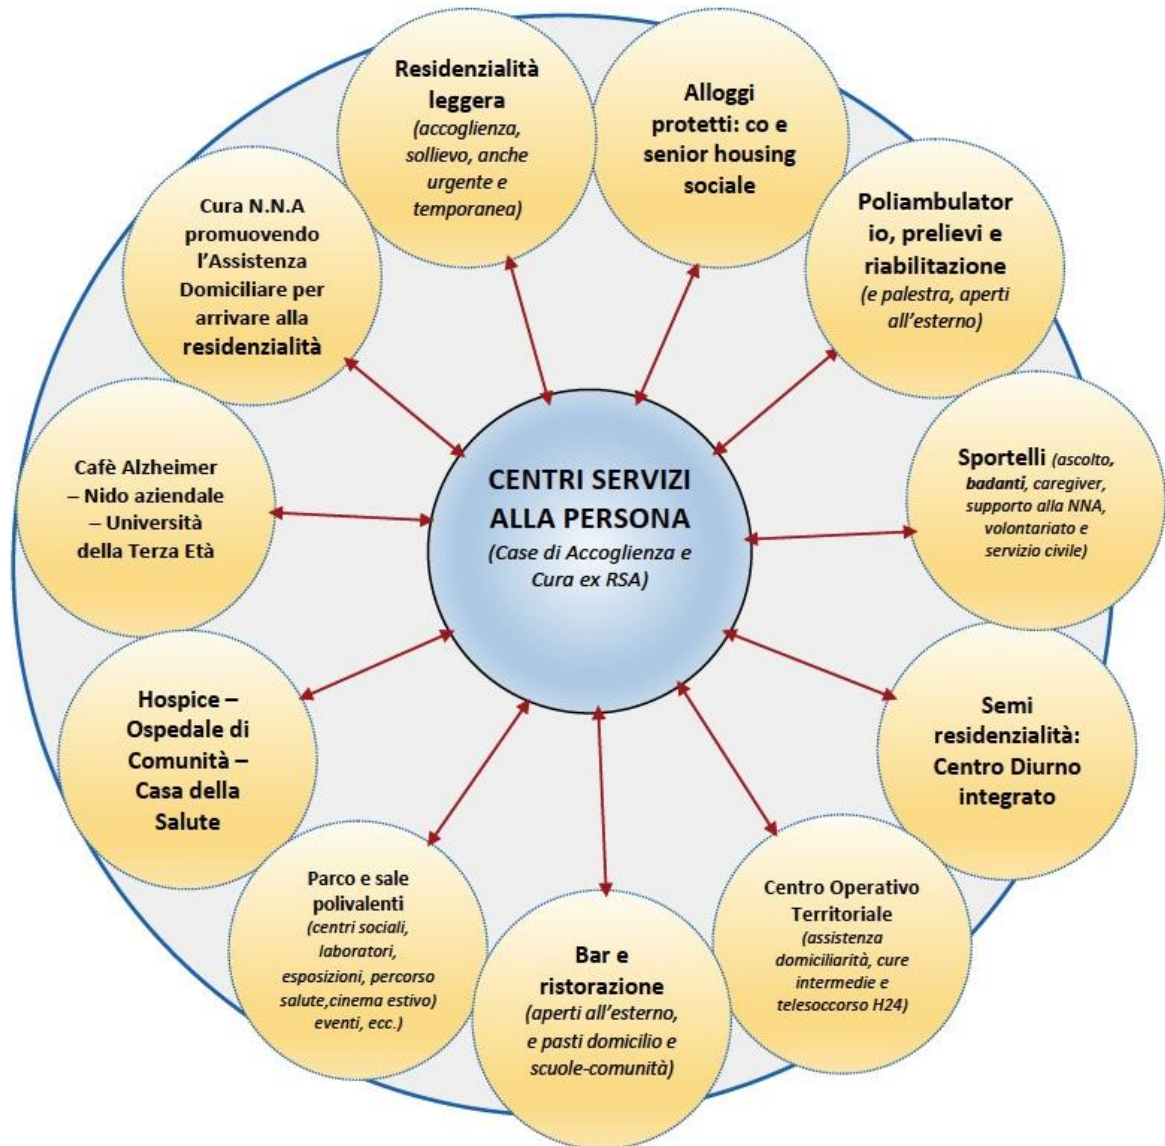 Residenzialità
leggera
(accoglienza,
sollievo, anche
urgente e
temporanea)
Alloggi
protetti: co e
senior housing
sociale
Poliambulator
io, prelievi e
riabilitazione
(e palestra, aperti
all’esterno)
Sportelli (ascolto,
badanti, caregiver,
supporto alla NNA,
volontariato e
servizio civile)
Semi
residenzialità:
Centro Diurno
integrato
Centro Operativo
Territoriale
(assistenza
domiciliarità, cure
intermedie e
telesoccorso H24)
Bar e
ristorazione
(aperti all’esterno,
e pasti domicilio e
scuole-comunità)
Parco e sale
polivalenti
(centri sociali,
laboratori,
esposizioni, percorso
salute,cinema estivo)
eventi, ecc.)
Hospice –
Ospedale di
Comunità –
Casa della
Salute
Cafè Alzheimer
– Nido aziendale
– Università
della Terza Età
Cura N.N.A
promuovendo
l’Assistenza
Domiciliare per
arrivare alla
residenzialità
CENTRI SERVIZI
ALLA PERSONA
(Case di Accoglienza e
Cura ex RSA)